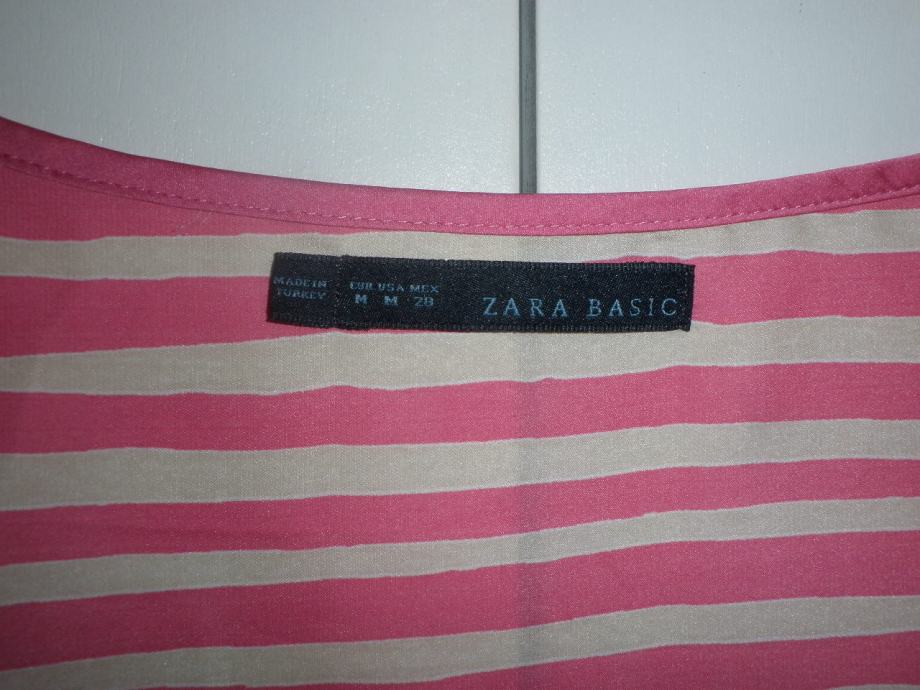 MADE IN
TURKEY
EUR USA MEX
M M 28
ZARA BASIC